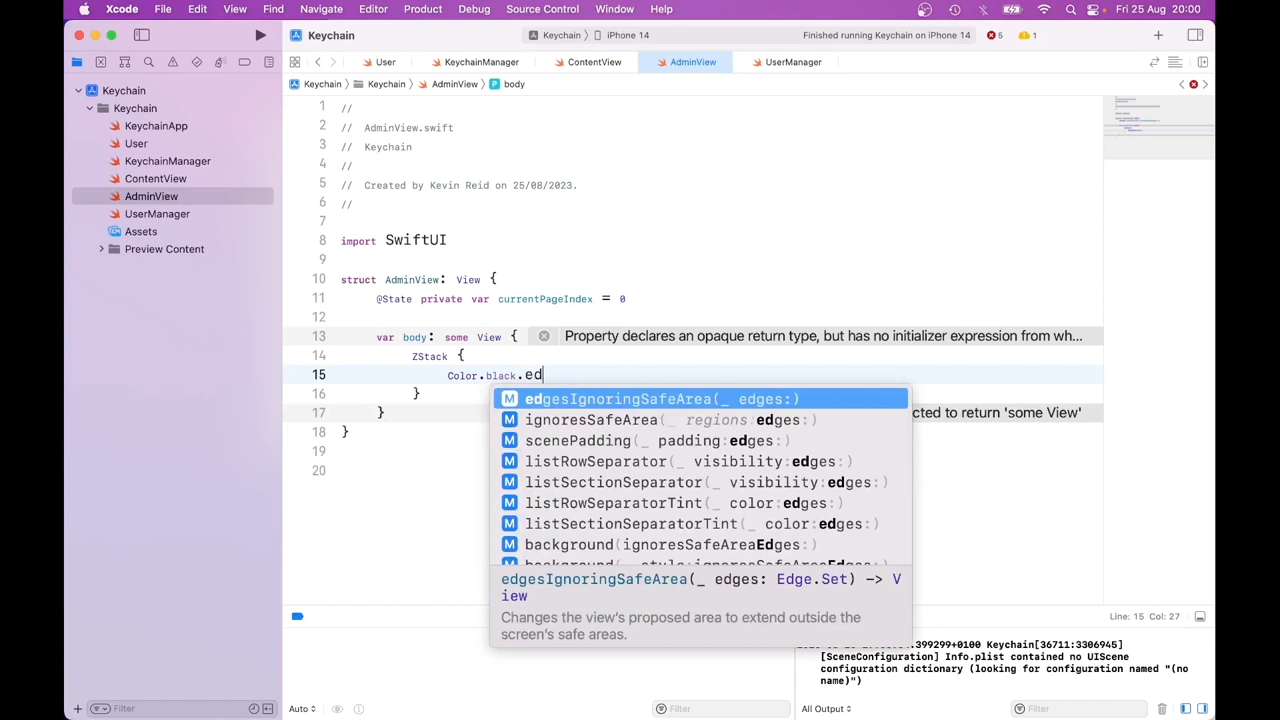 Xcode File Edit View Find Navigate Editor Product Debug Source Control Window Help Fri 25 Aug 20:00
Keychain
Keychain iPhone 14 Finished running Keychain on iPhone 14 5 1
User KeychainManager ContentView AdminView UserManager
Keychain Keychain AdminView P body
Keychain
Keychain
KeychainApp
User
KeychainManager
ContentView
AdminView
UserManager
Assets
Preview Content
1 //
2 // AdminView.swift
3 // Keychain
4 //
5 // Created by Kevin Reid on 25/08/2023.
6 //
7
8 import SwiftUI
9
10 struct AdminView: View {
11 @State private var currentPageIndex = 0
12
13 var body: some View { Property declares an opaque return type, but has no initializer expression from wh...
14 ZStack {
15 Color.black.ed
16 }
17 } cted to return 'some View'
18 }
19
20
M edgesIgnoringSafeArea(_ edges:)
M ignoresSafeArea(_ regions:edges:)
M scenePadding(_ padding:edges:)
M listRowSeparator(_ visibility:edges:)
M listSectionSeparator(_ visibility:edges:)
M listRowSeparatorTint(_ color:edges:)
M listSectionSeparatorTint(_ color:edges:)
M background(ignoresSafeAreaEdges:)
edgesIgnoringSafeArea(_ edges: Edge.Set) -> V
iew
Changes the view's proposed area to extend outside the
screen's safe areas.
Line: 15 Col: 27
.399299+0100 Keychain[36711:3306945]
[SceneConfiguration] Info.plist contained no UIScene
configuration dictionary (looking for configuration named "(no
name)")
Filter Auto Filter All Output Filter